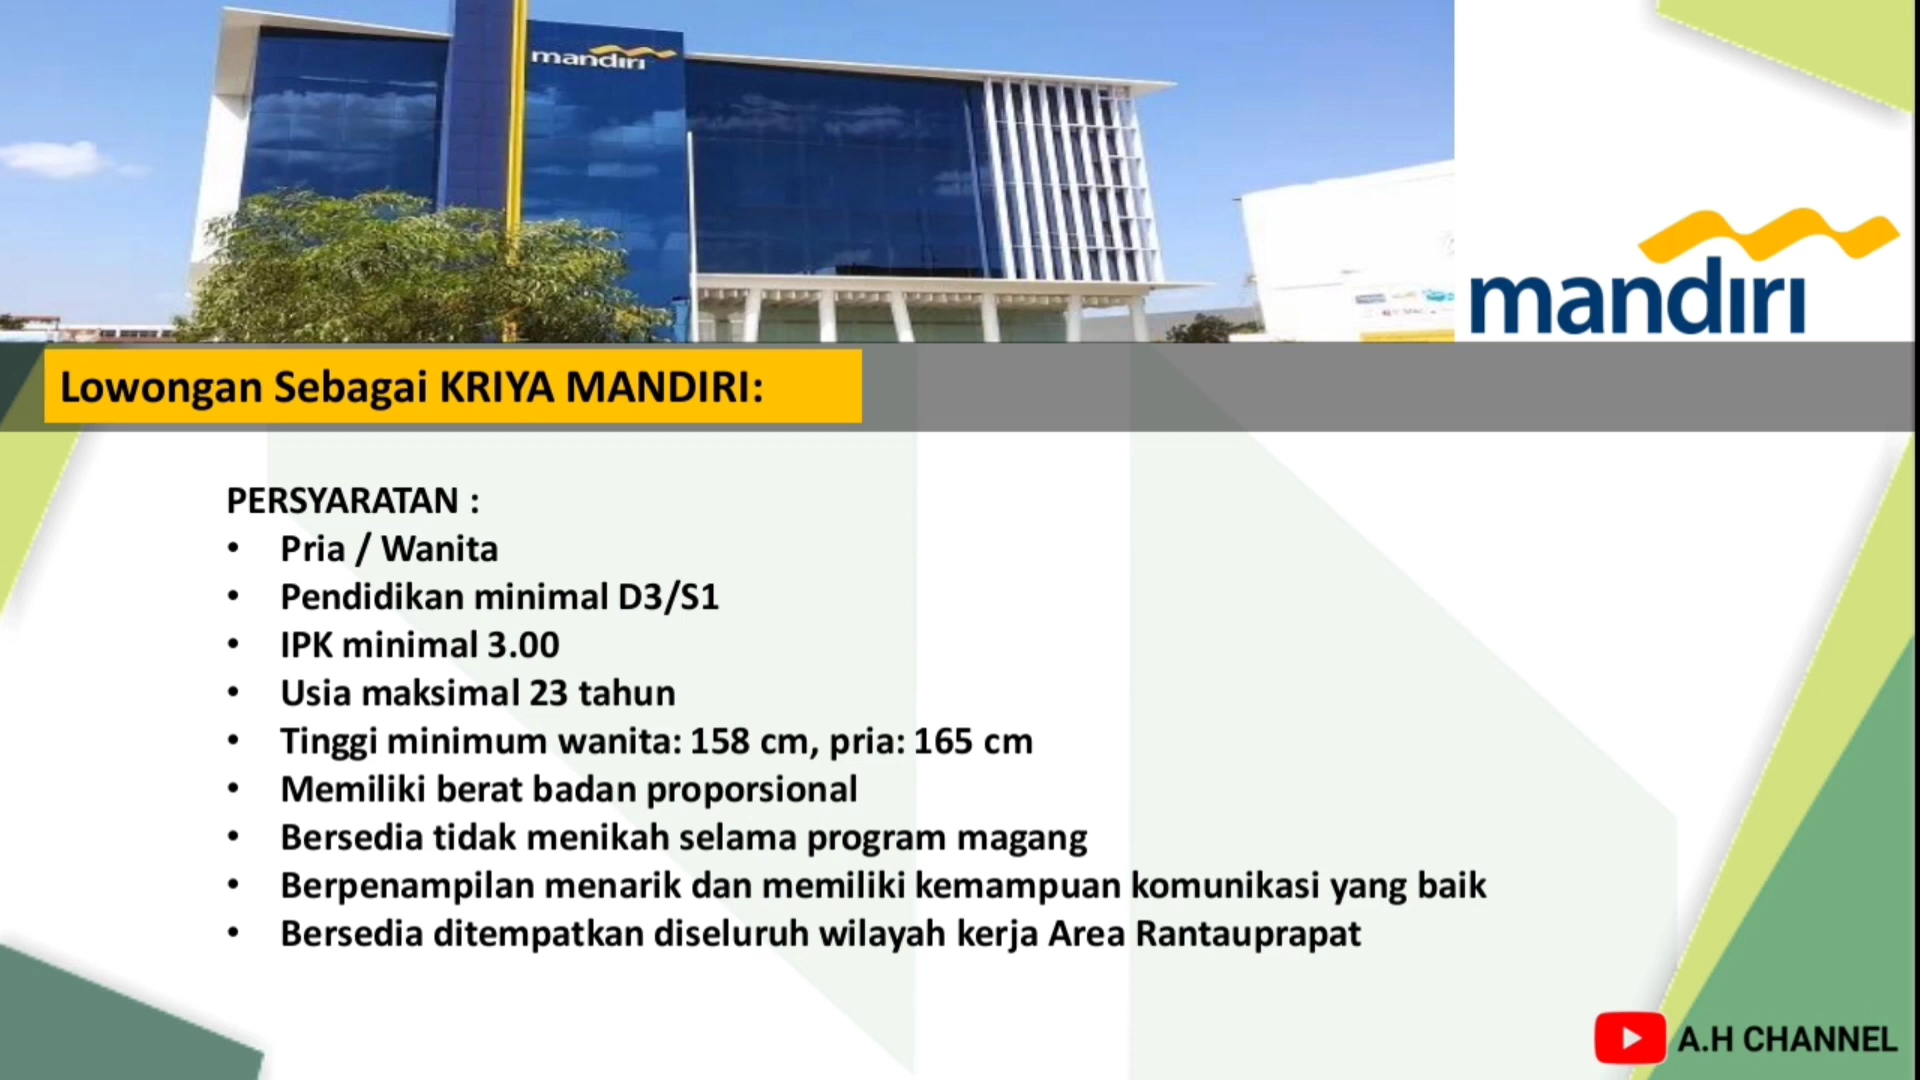 mandırı
mandırı
Lowongan Sebagai KRIYA MANDIRI:
PERSYARATAN :
• Pria / Wanita
• Pendidikan minimal D3/S1
• IPK minimal 3.00
• Usia maksimal 23 tahun
• Tinggi minimum wanita: 158 cm, pria: 165 cm
• Memiliki berat badan proporsional
• Bersedia tidak menikah selama program magang
• Berpenampilan menarik dan memiliki kemampuan komunikasi yang baik
• Bersedia ditempatkan diseluruh wilayah kerja Area Rantauprapat
A.H CHANNEL